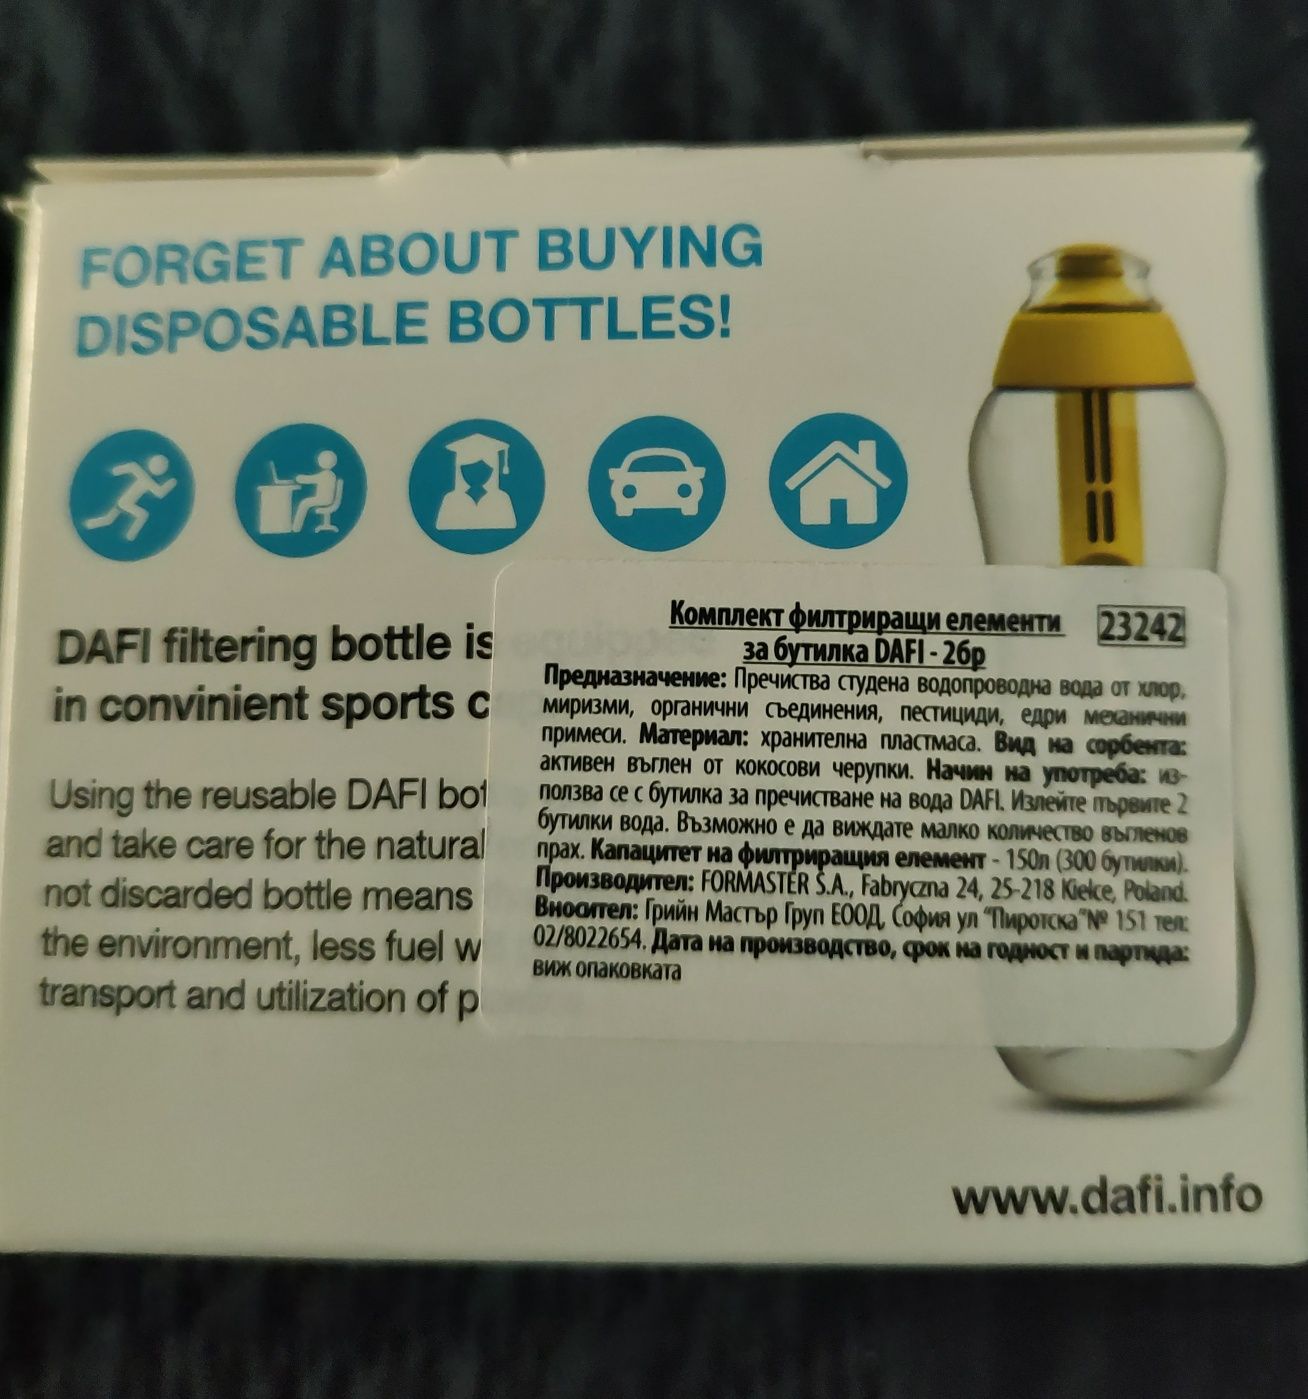 FORGET ABOUT BUYING
DISPOSABLE BOTTLES!
DAFI filtering bottle is
in convinient sports c
Using the reusable DAFI bot
and take care for the natural
not discarded bottle means
the environment, less fuel w
transport and utilization of p
Комплект филтриращи елементи
23242
за бутилка DAFI - 2бр
Предназначение: Пречиства студена водопроводна вода от хлор,
миризми, органични съединения, пестициди, едри механични
примеси. Материал: хранителна пластмаса. Вид на сорбента:
активен въглен от кокосови черупки. Начин на употреба: из-
ползва се с бутилка за пречистване на вода DAFI. Излейте първите 2
бутилки вода. Възможно е да виждате малко количество въгленов
прах. Капацитет на филтриращия елемент - 150л (300 бутилки).
Производител: FORMASTER S.A., Fabryczna 24, 25-218 Kielce, Poland.
Вносител: Грийн Мастър Груп ЕООД, София ул "Пиротска"№ 151 тел:
02/8022654. Дата на производство, срок на годност и партида:
виж опаковката
www.dafi.info